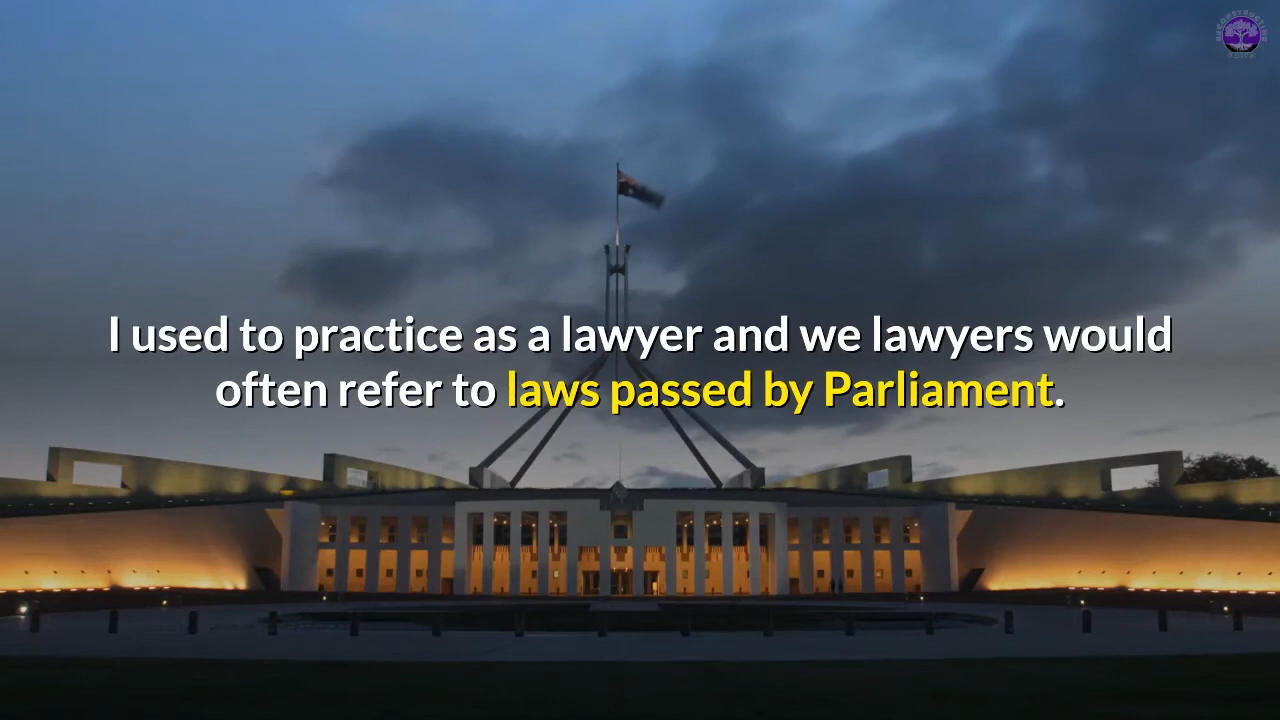 I used to practice as a lawyer and we lawyers would
often refer to laws passed by Parliament.